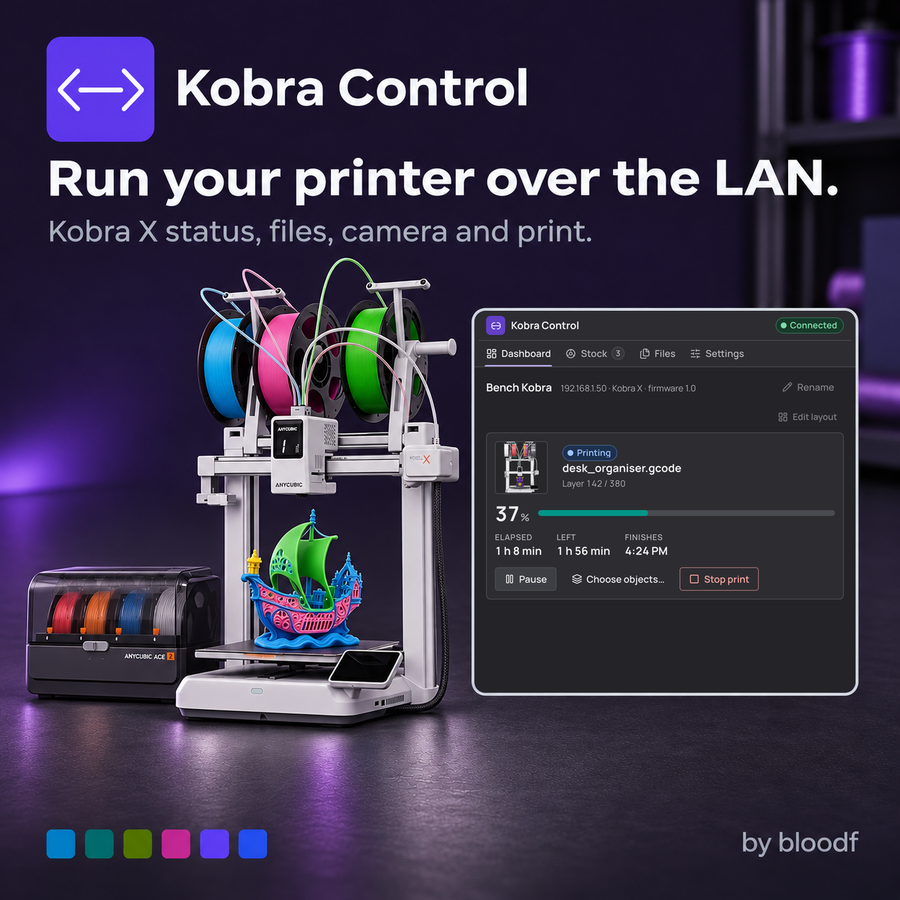 Kobra Control
Run your printer over the LAN.
Kobra X status, files, camera and print.
Kobra Control
Connected
Dashboard Stock 3 Files Settings
Bench Kobra 192.168.1.50 · Kobra X · firmware 1.0
Rename
Edit layout
Printing
desk_organiser.gcode
Layer 142 / 380
37%
ELAPSED LEFT FINISHES
1 h 8 min 1 h 56 min 4:24 PM
Pause Choose objects... Stop print
ANYCUBIC
ANYCUBIC
ANYCUBIC ACE 2
by bloodf